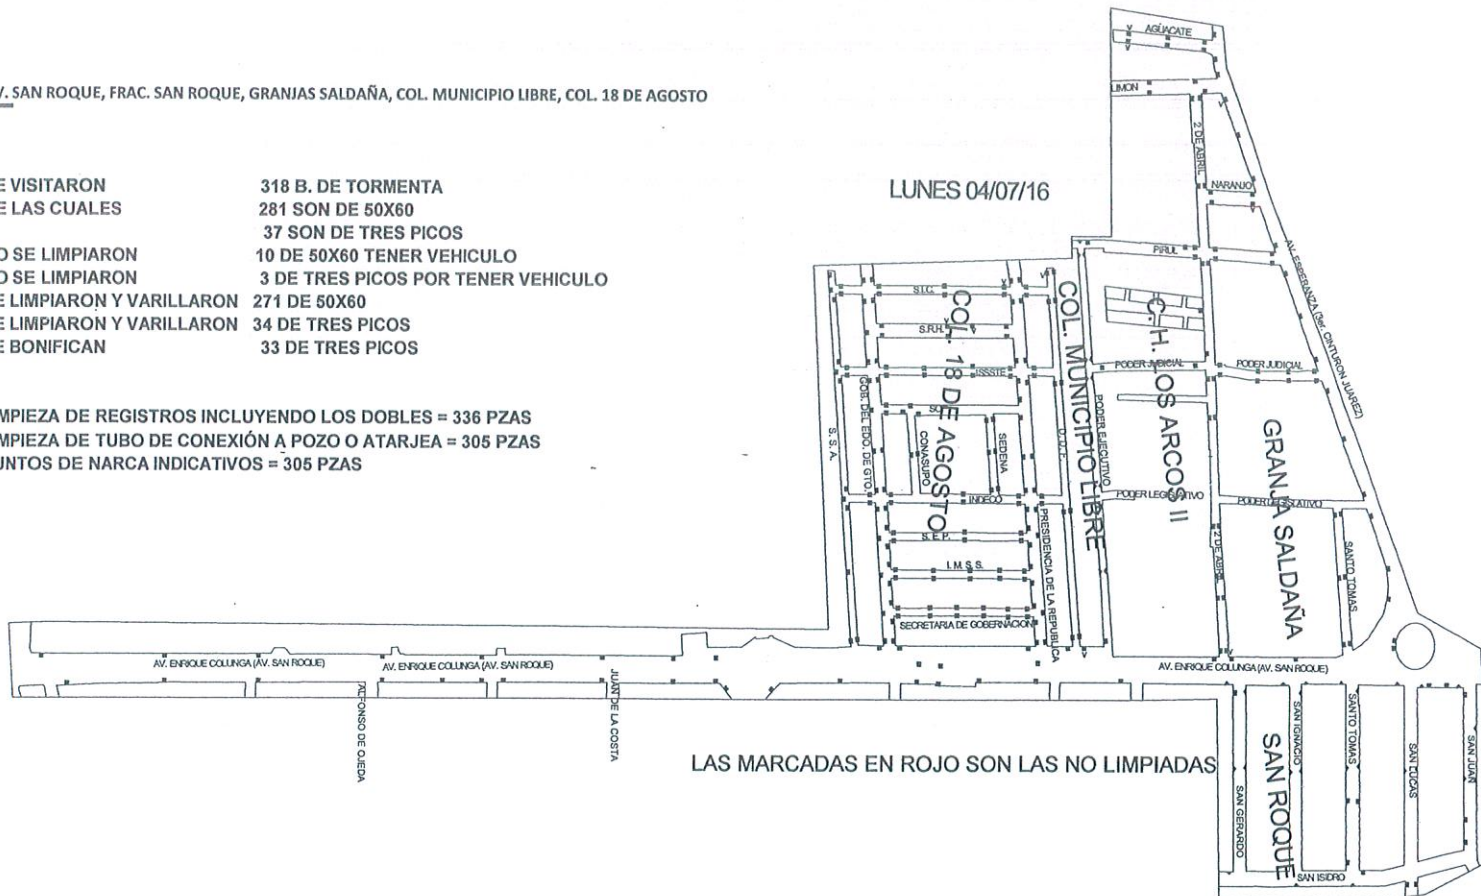 V. SAN ROQUE, FRAC. SAN ROQUE, GRANJAS SALDAÑA, COL. MUNICIPIO LIBRE, COL. 18 DE AGOSTO
E VISITARON 318 B. DE TORMENTA
E LAS CUALES 281 SON DE 50X60
37 SON DE TRES PICOS
O SE LIMPIARON 10 DE 50X60 TENER VEHICULO
O SE LIMPIARON 3 DE TRES PICOS POR TENER VEHICULO
E LIMPIARON Y VARILLARON 271 DE 50X60
E LIMPIARON Y VARILLARON 34 DE TRES PICOS
E BONIFICAN 33 DE TRES PICOS
MPIEZA DE REGISTROS INCLUYENDO LOS DOBLES = 336 PZAS
MPIEZA DE TUBO DE CONEXIÓN A POZO O ATARJEA = 305 PZAS
UNTOS DE NARCA INDICATIVOS = 305 PZAS
LUNES 04/07/16
AGUACATE
LIMON
2 DE ABRIL
NARANJO
PIRUL
AV. ESPERANZA (3er. CINTURON JUAREZ)
S.I.C.
S.R.H.
ISSSTE
COL. 18 DE AGOSTO
COL. MUNICIPIO LIBRE
C. H. LOS ARCOS II
GRANJA SALDAÑA
PODER JUDICIAL
PODER JUDICIAL
S. S. A.
GOB. DEL EDO. DE GTO.
CONASUPO
SEDENA
D. D. F.
PODER EJECUTIVO
INDECO
PODER LEGISLATIVO
PODER LEGISLATIVO
S. E. P.
I. M. S. S.
SECRETARIA DE GOBERNACION
PRESIDENCIA DE LA REPUBLICA
2 DE ABRIL
SANTO TOMAS
AV. ENRIQUE COLUNGA (AV. SAN ROQUE)
AV. ENRIQUE COLUNGA (AV. SAN ROQUE)
AV. ENRIQUE COLUNGA (AV. SAN ROQUE)
ALFONSO DE OJEDA
JUAN DE LA COSTA
LAS MARCADAS EN ROJO SON LAS NO LIMPIADAS
SAN GERARDO
SAN ROQUE
SAN IGNACIO
SANTO TOMAS
SAN LUCAS
SAN JUAN
SAN ISIDRO